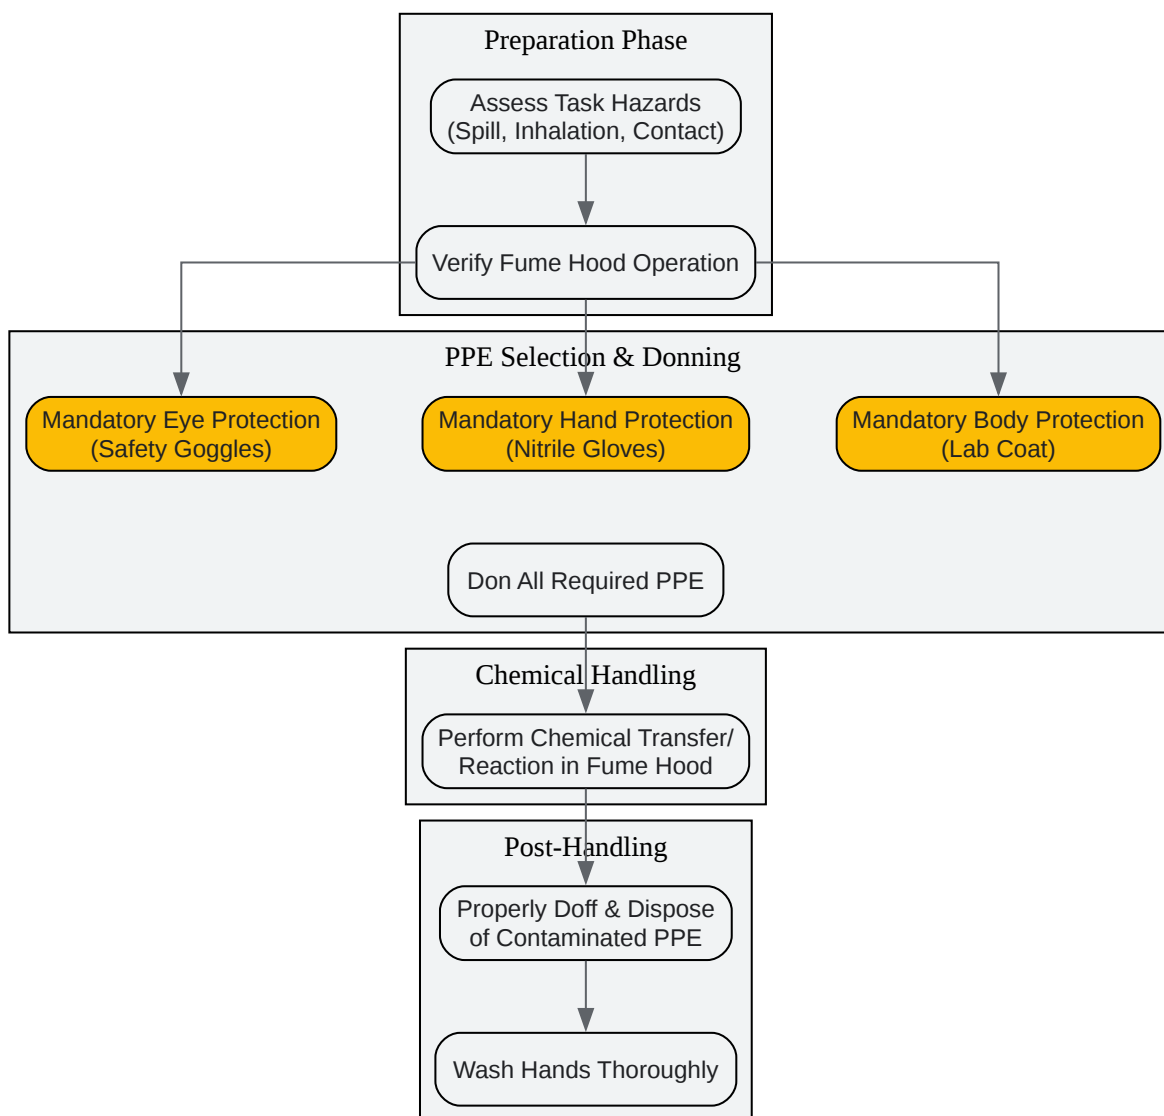 Preparation Phase
Assess Task Hazards
(Spill, Inhalation, Contact)
Verify Fume Hood Operation
PPE Selection & Donning
Mandatory Eye Protection
(Safety Goggles)
Mandatory Hand Protection
(Nitrile Gloves)
Mandatory Body Protection
(Lab Coat)
Don All Required PPE
Chemical Handling
Perform Chemical Transfer/
Reaction in Fume Hood
Post-Handling
Properly Doff & Dispose
of Contaminated PPE
Wash Hands Thoroughly